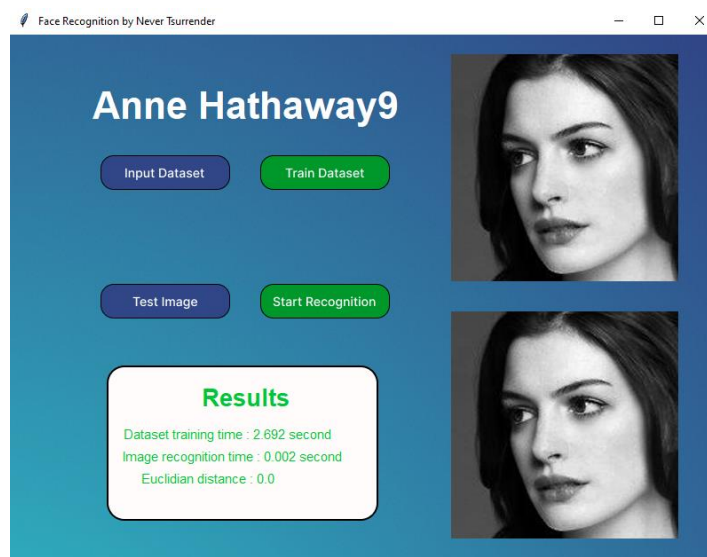 Face Recognition by Never Tsurrender
Anne Hathaway9
Input Dataset
Train Dataset
Test Image
Start Recognition
Results
Dataset training time : 2.692 second
Image recognition time : 0.002 second
Euclidian distance : 0.0